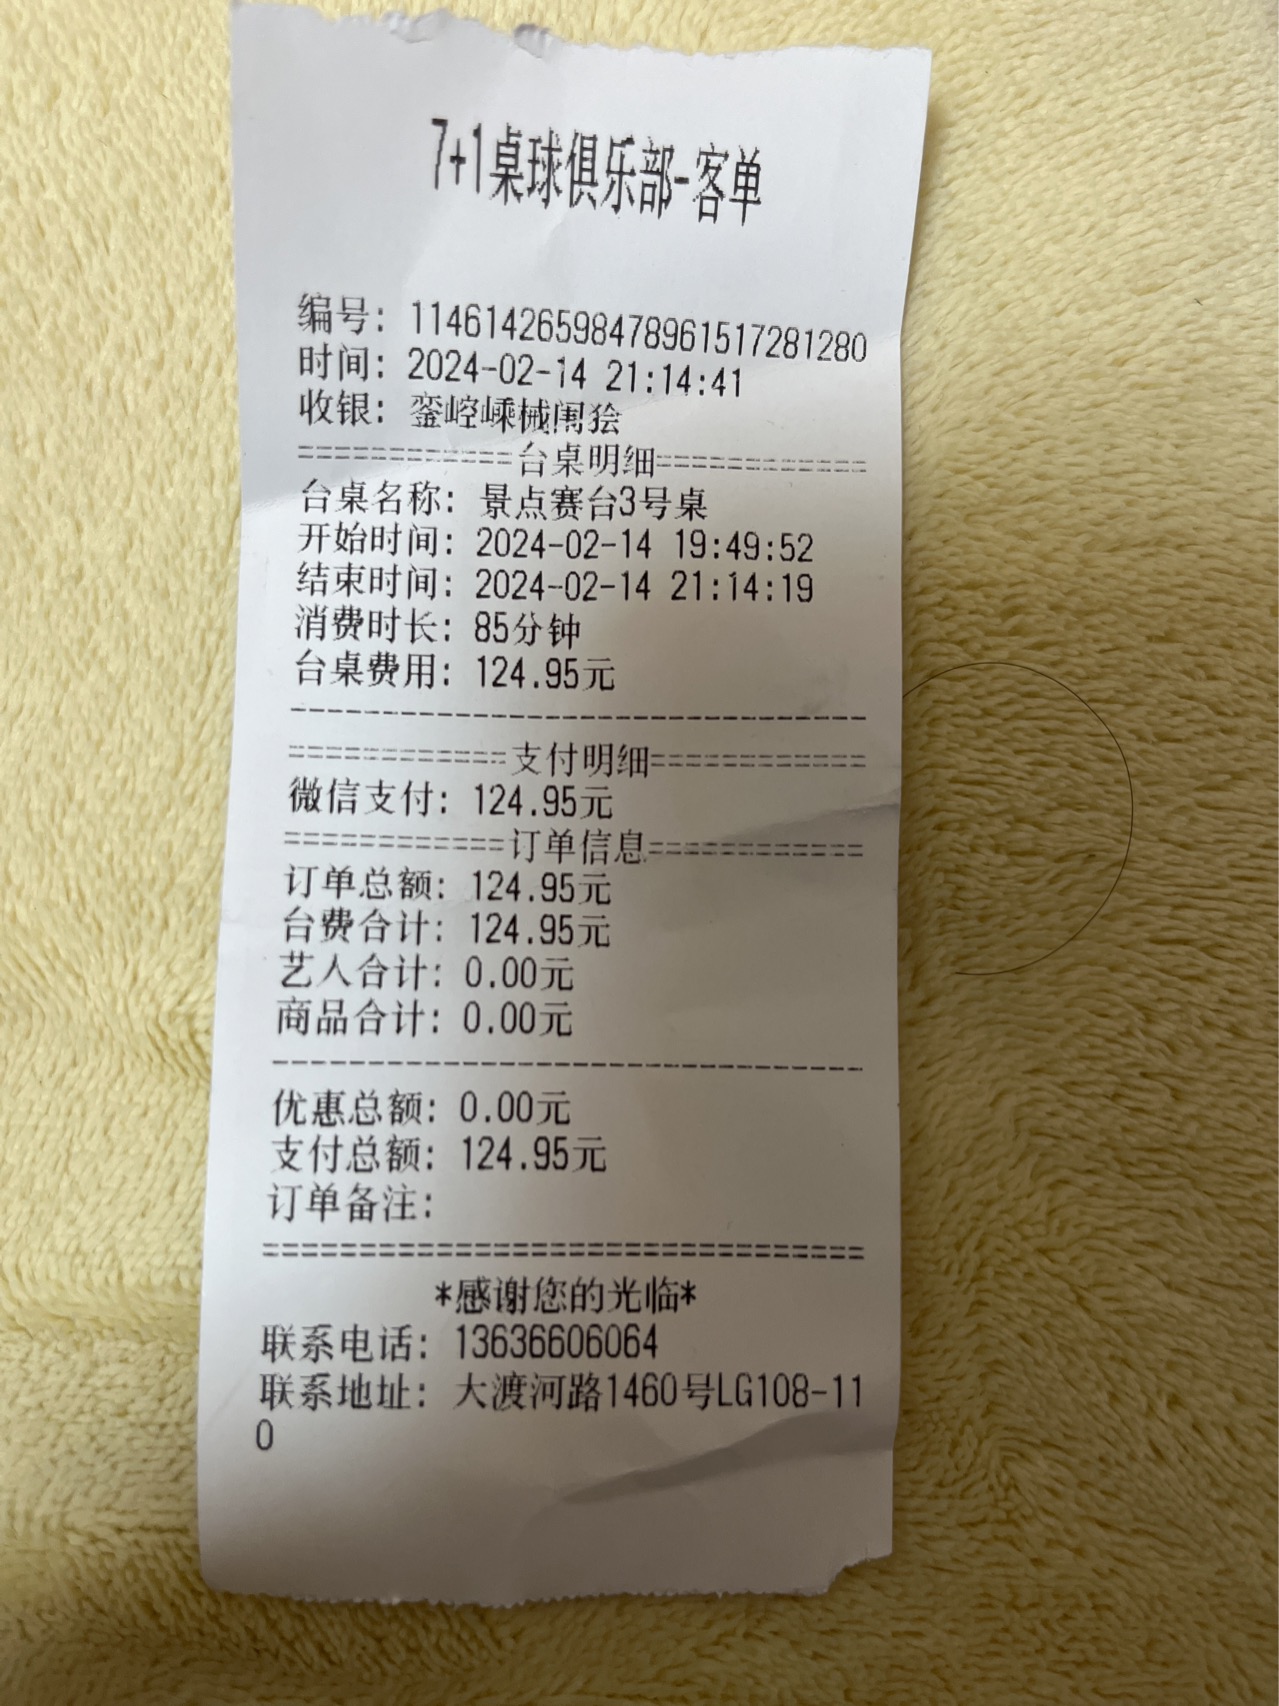 7+1桌球俱乐部-客单
编号: 1146142659847896151728​1280
时间: 2024-02-14 21:14:41
收银: 銮崆嵊械闱狯
============台桌明细============
台桌名称: 景点赛台3号桌
开始时间: 2024-02-14 19:49:52
结束时间: 2024-02-14 21:14:19
消费时长: 85分钟
台桌费用: 124.95元
--------------------------------
============支付明细============
微信支付: 124.95元
============订单信息============
订单总额: 124.95元
台费合计: 124.95元
艺人合计: 0.00元
商品合计: 0.00元
--------------------------------
优惠总额: 0.00元
支付总额: 124.95元
订单备注:
================================
*感谢您的光临*
联系电话: 13636606064
联系地址: 大渡河路1460号LG108-11
0